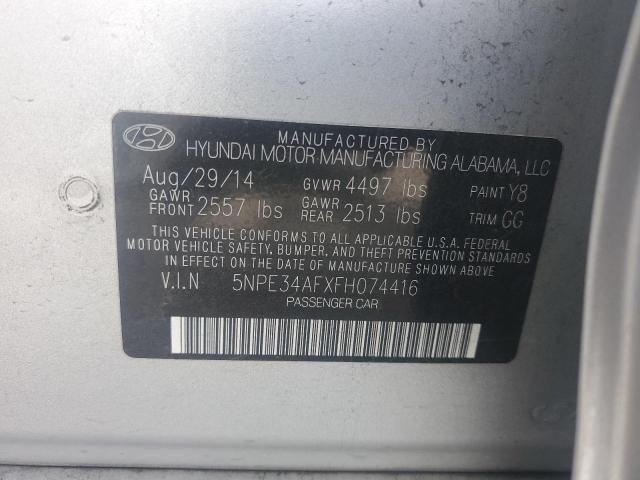 MANUFACTURED BY
HYUNDAI MOTOR MANUFACTURING ALABAMA, LLC
Aug/29/14 GVWR 4497 lbs PAINT Y8
GAWR FRONT 2557 lbs GAWR REAR 2513 lbs TRIM GG
THIS VEHICLE CONFORMS TO ALL APPLICABLE U.S.A. FEDERAL
MOTOR VEHICLE SAFETY, BUMPER, AND THEFT PREVENTION STANDARDS
IN EFFECT ON THE DATE OF MANUFACTURE SHOWN ABOVE.
V.I.N 5NPE34AFXFH074416
PASSENGER CAR